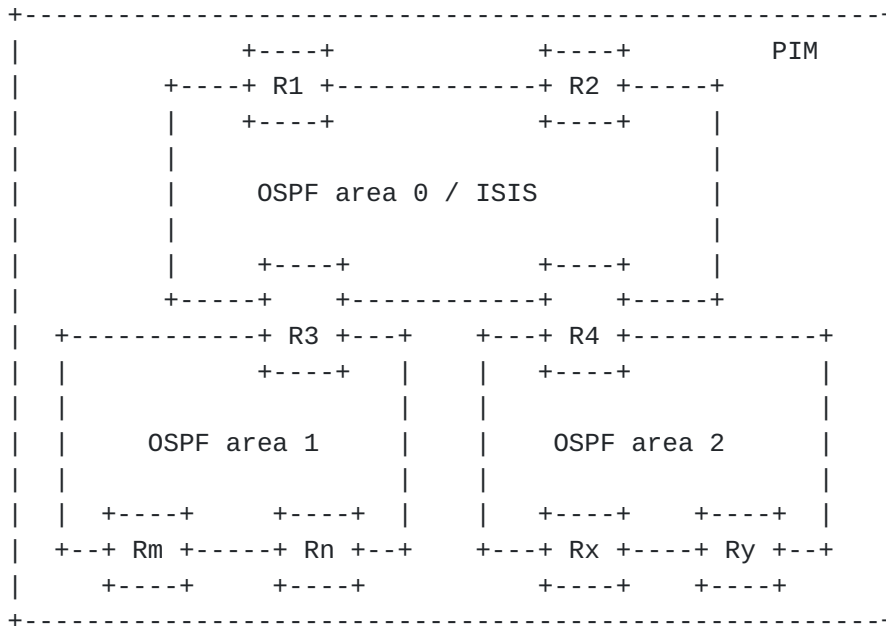 PIM
R1 R2
OSPF area 0 / ISIS
R3 R4
OSPF area 1 OSPF area 2
Rm Rn Rx Ry